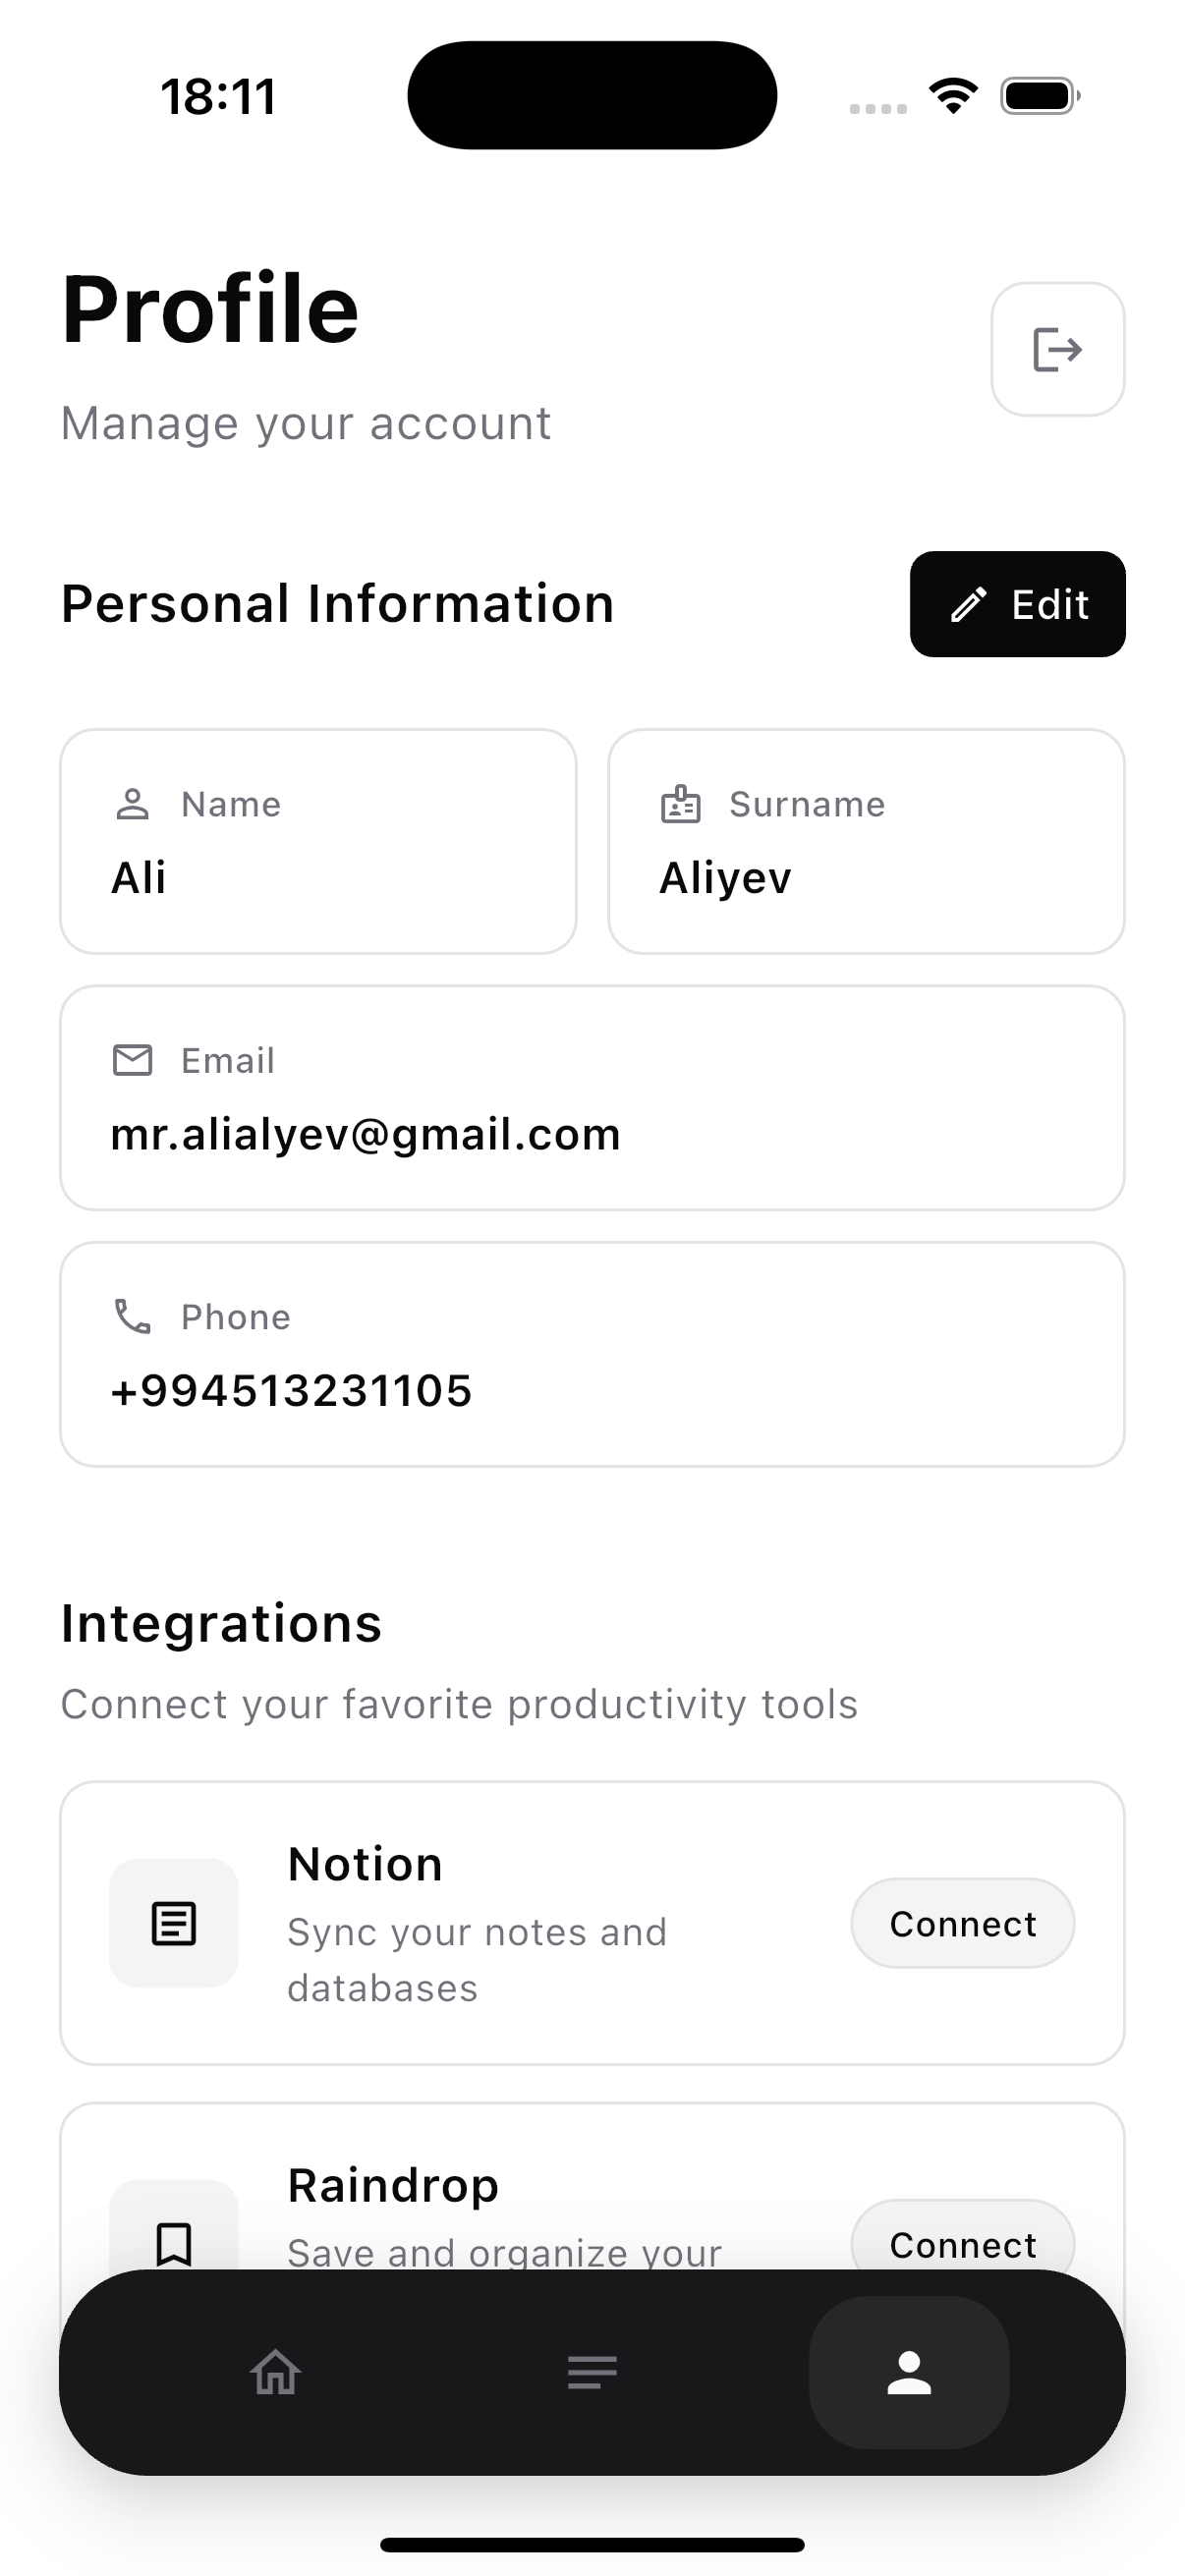 18:11
Profile
Manage your account
Personal Information
Edit
Name
Surname
Ali
Aliyev
Email
mr.alialyev@gmail.com
Phone
+994513231105
Integrations
Connect your favorite productivity tools
Notion
Sync your notes and
databases
Connect
Raindrop
Save and organize your
Connect